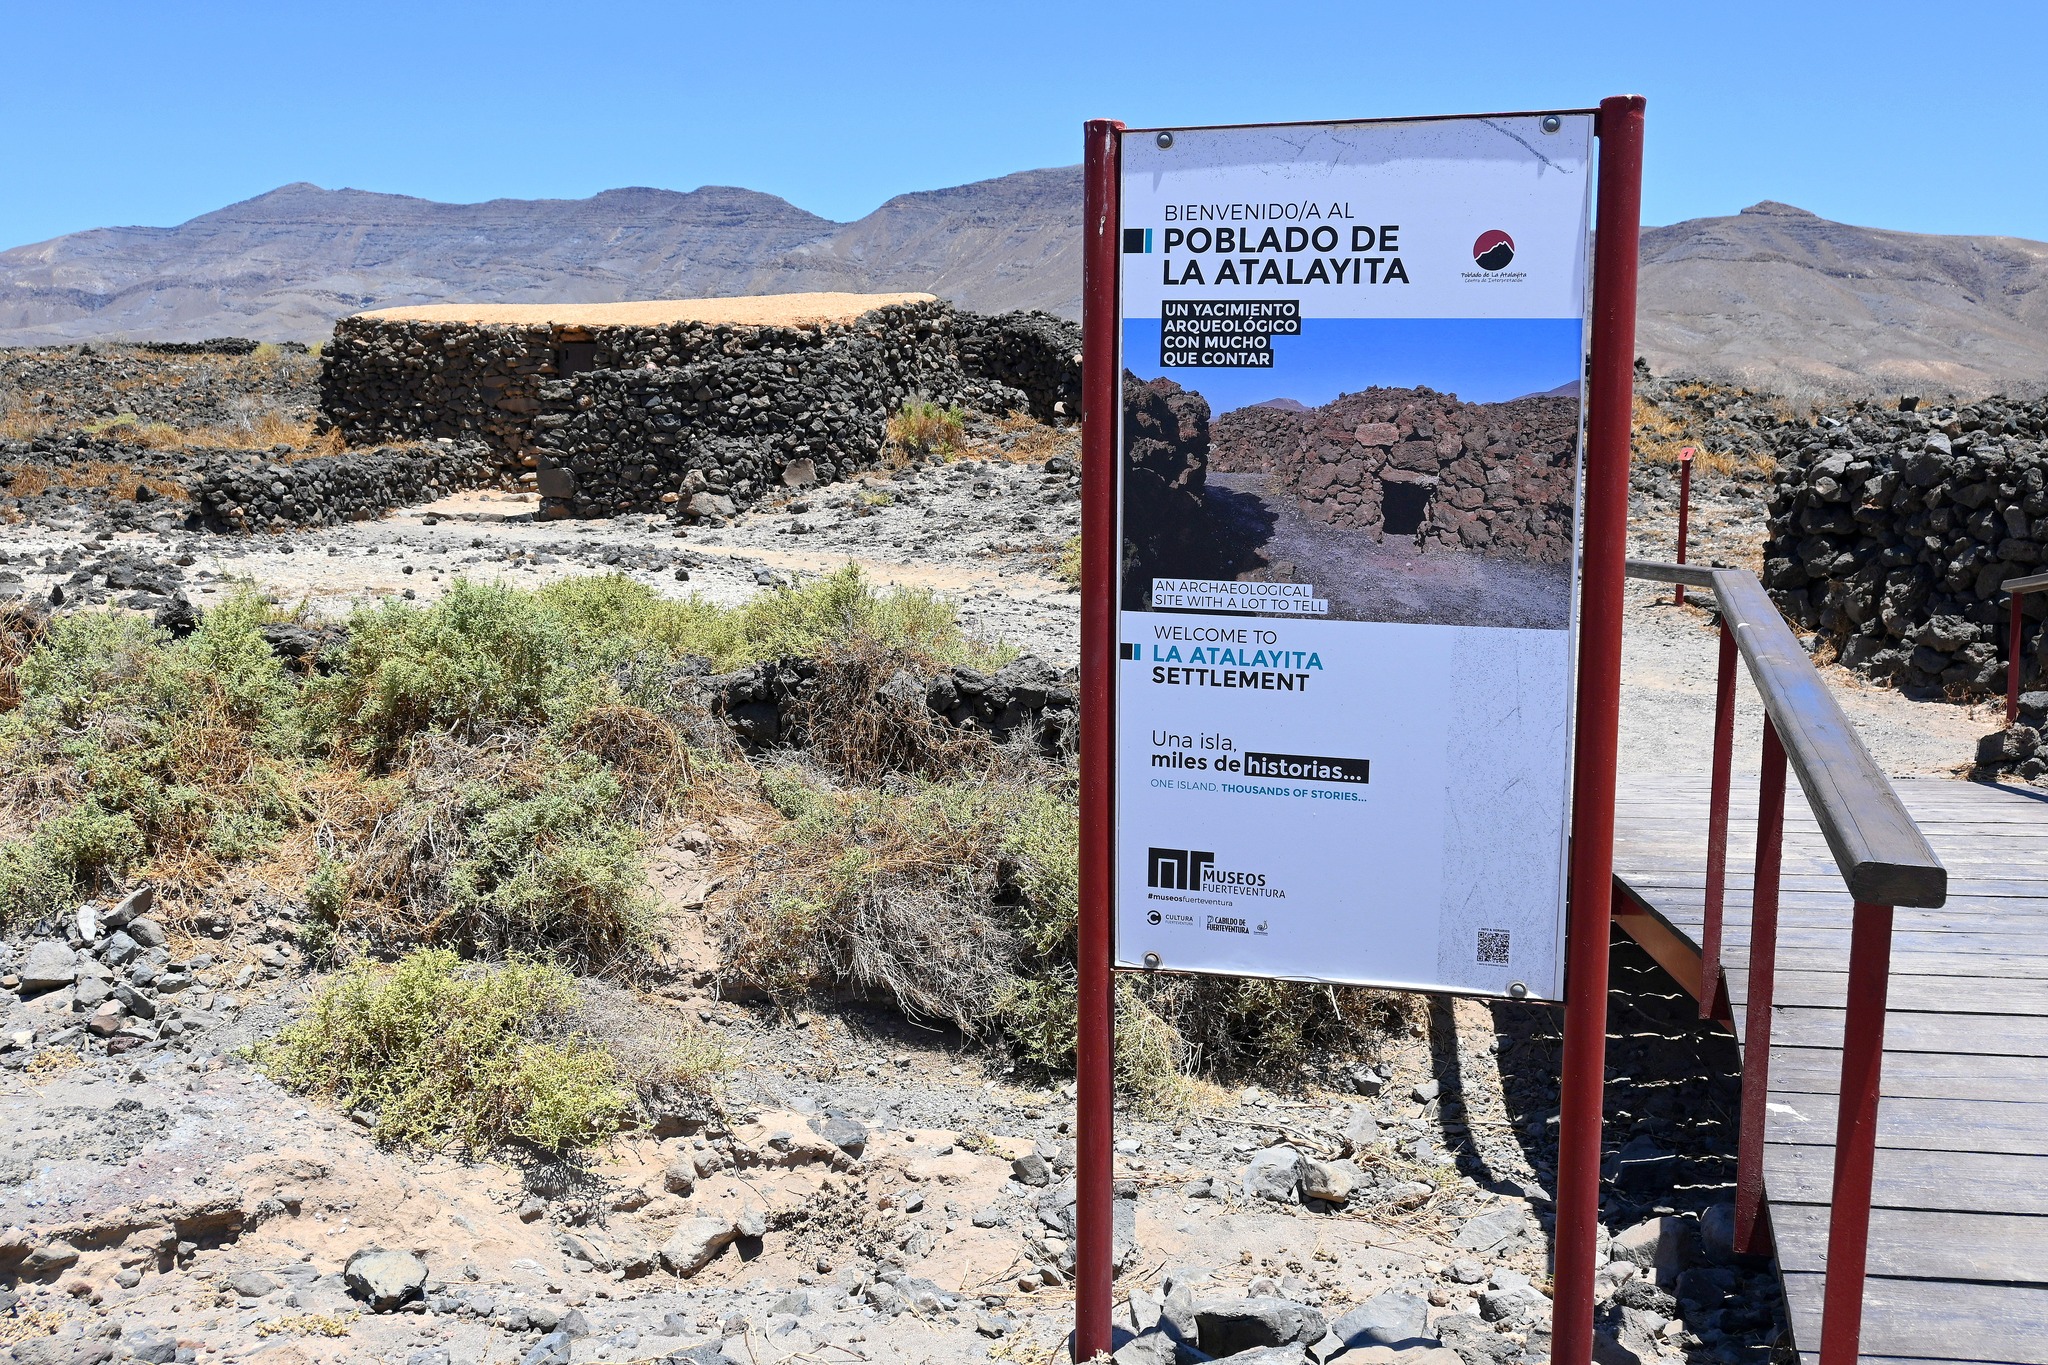 BIENVENIDO/A AL
POBLADO DE
LA ATALAYITA
Poblado de La Atalayita
Centro de Interpretación
UN YACIMIENTO
ARQUEOLÓGICO
CON MUCHO
QUE CONTAR
AN ARCHAEOLOGICAL
SITE WITH A LOT TO TELL
WELCOME TO
LA ATALAYITA
SETTLEMENT
Una isla,
miles de historias...
ONE ISLAND, THOUSANDS OF STORIES...
MUSEOS
FUERTEVENTURA
#museosfuerteventura
CULTURA
FUERTEVENTURA
CABILDO DE
FUERTEVENTURA